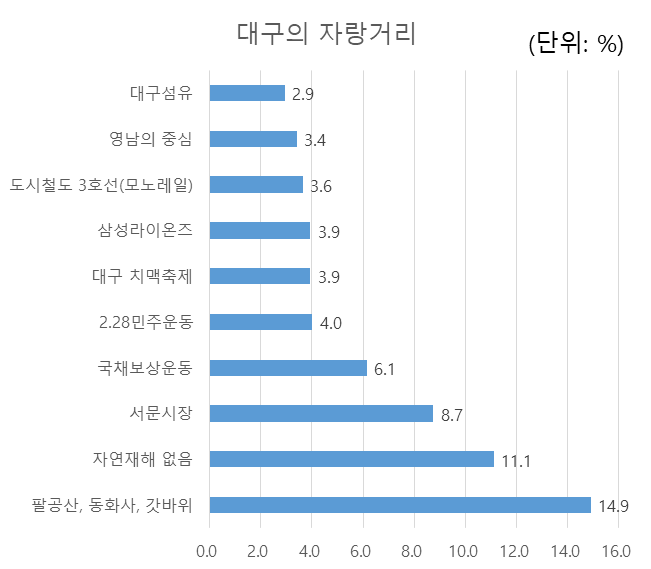 대구의 자랑거리
(단위: %)
대구섬유 2.9
영남의 중심 3.4
도시철도 3호선(모노레일) 3.6
삼성라이온즈 3.9
대구 치맥축제 3.9
2.28민주운동 4.0
국채보상운동 6.1
서문시장 8.7
자연재해 없음 11.1
팔공산, 동화사, 갓바위 14.9
0.0 2.0 4.0 6.0 8.0 10.0 12.0 14.0 16.0